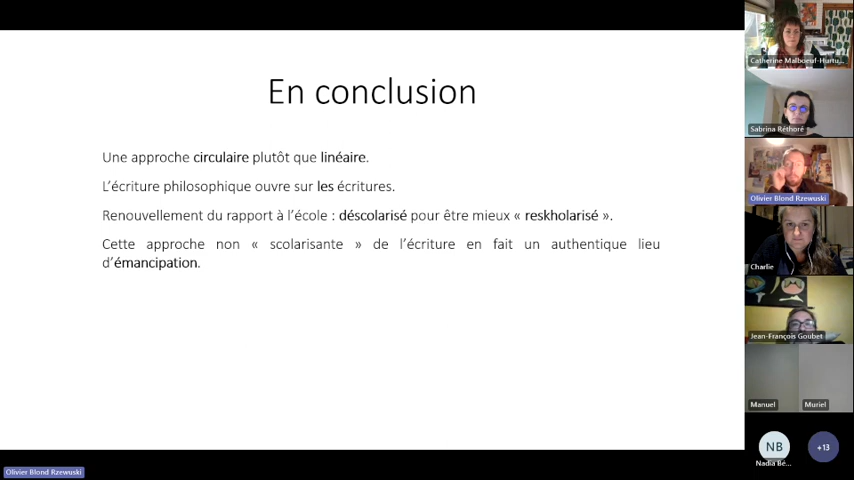 En conclusion
Une approche circulaire plutôt que linéaire.
L'écriture philosophique ouvre sur les écritures.
Renouvellement du rapport à l'école : déscolarisé pour être mieux « reskholarisé ».
Cette approche non « scolarisante » de l'écriture en fait un authentique lieu
d'émancipation.
Catherine Malboeuf-Hurtu...
Sabrina Réthoré
Olivier Blond Rzewuski
Charlie
Jean-François Goubet
Manuel
Muriel
NB
+13
Nadia Bé...
Olivier Blond Rzewuski